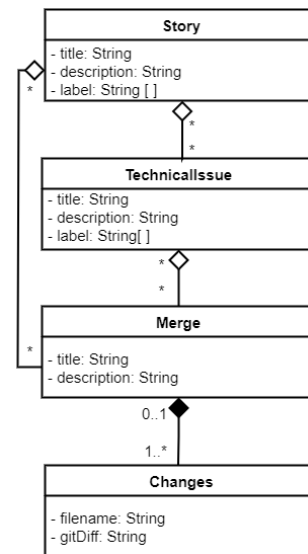 Story
- title: String
- description: String
- label: String [ ]
*
*
*
TechnicalIssue
- title: String
- description: String
- label: String[ ]
*
*
Merge
*
- title: String
- description: String
0..1
1..*
Changes
- filename: String
- gitDiff: String